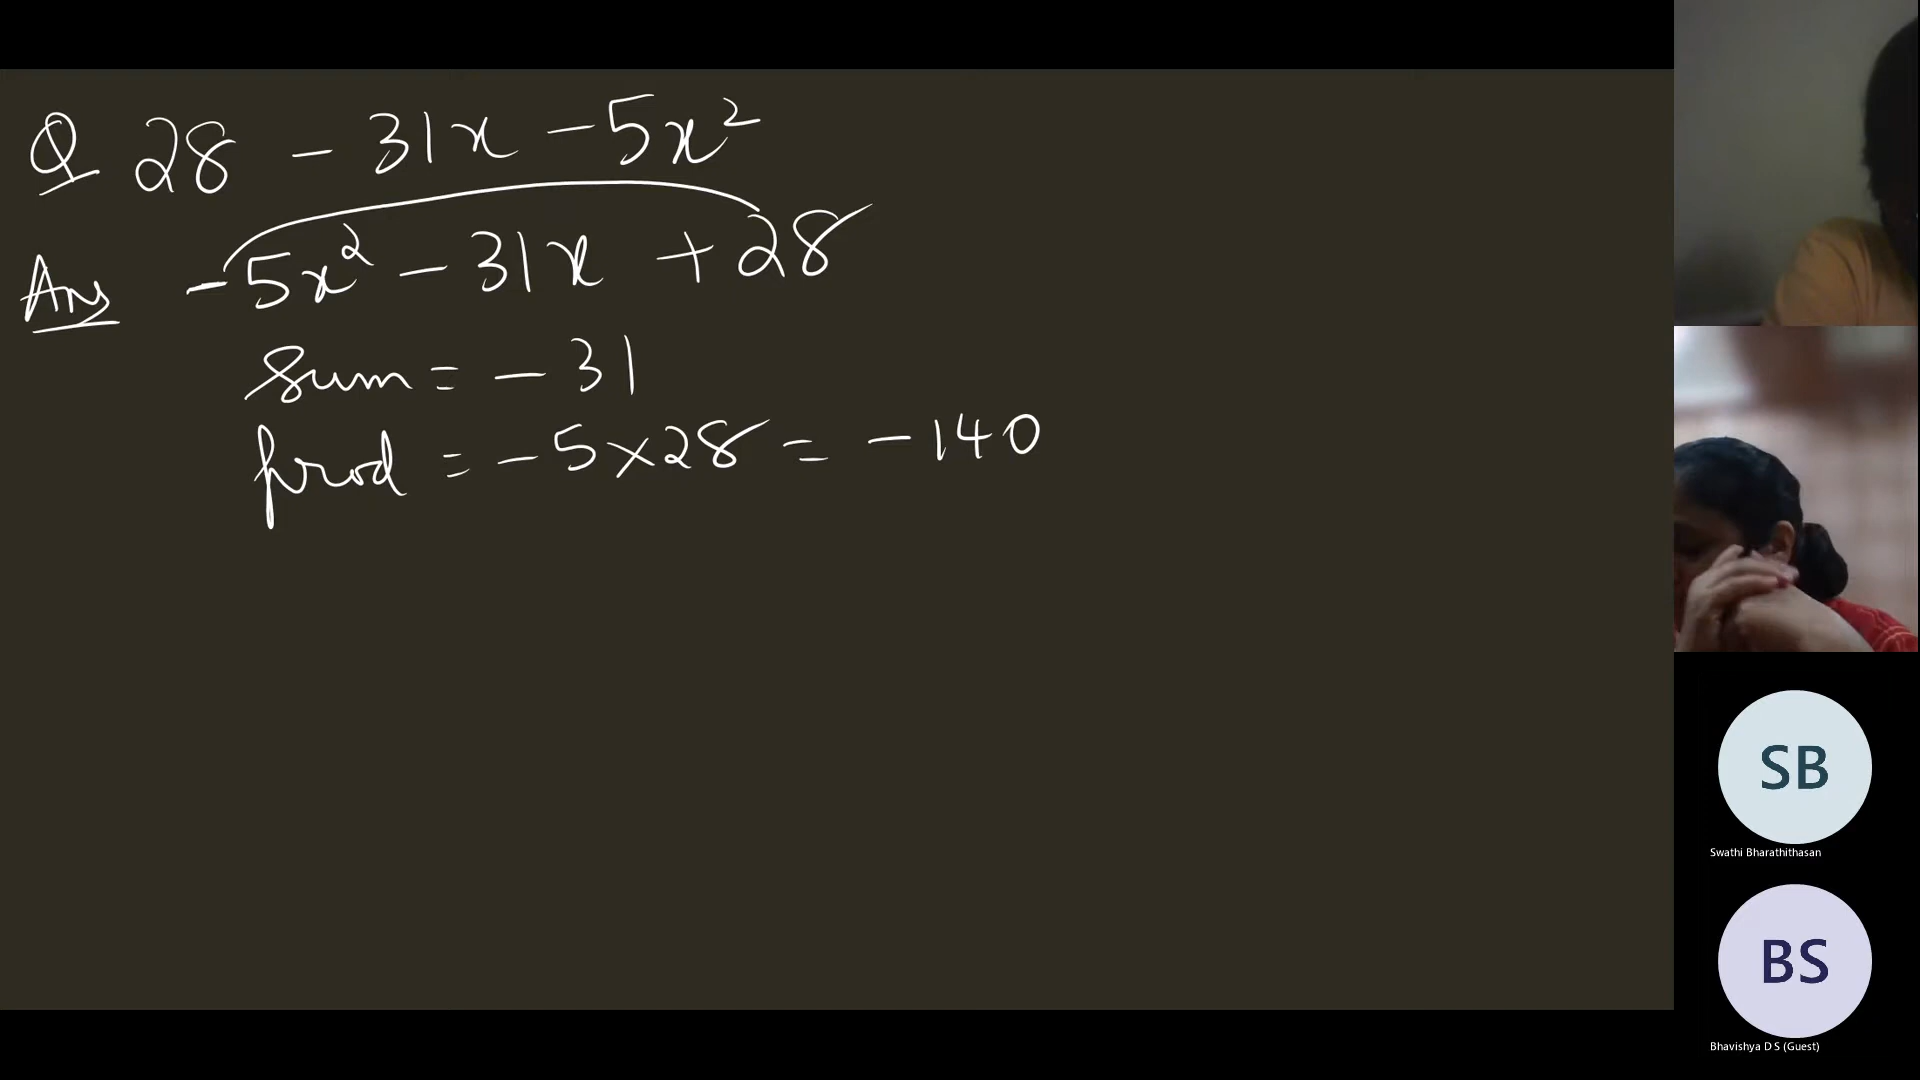 Q 28 - 31x - 5x²
Ans -5x² - 31x + 28
sum = -31
prod = -5 × 28 = -140
SB
Swathi Bharathithasan
BS
Bhavishya D S (Guest)